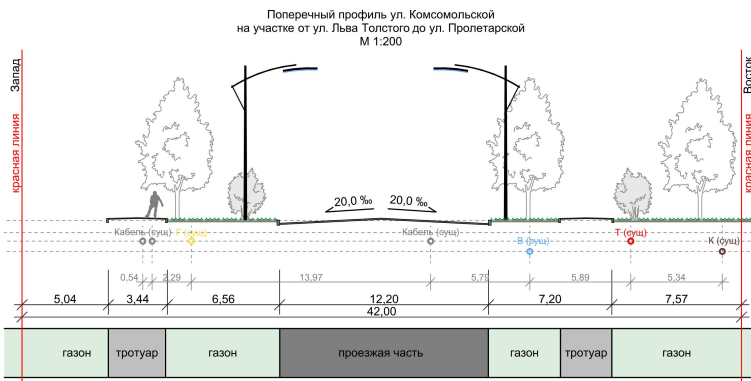 Поперечный профиль ул. Комсомольской
на участке от ул. Льва Толстого до ул. Пролетарской
М 1:200
Запад
Восток
красная линия
красная линия
20,0 ‰
20,0 ‰
Кабель (сущ)
Г (сущ)
Кабель (сущ)
В (сущ)
Т (сущ)
К (сущ)
0,54
2,29
13,97
5,79
5,89
5,34
5,04
3,44
6,56
12,20
7,20
7,57
42,00
газон
тротуар
газон
проезжая часть
газон
тротуар
газон